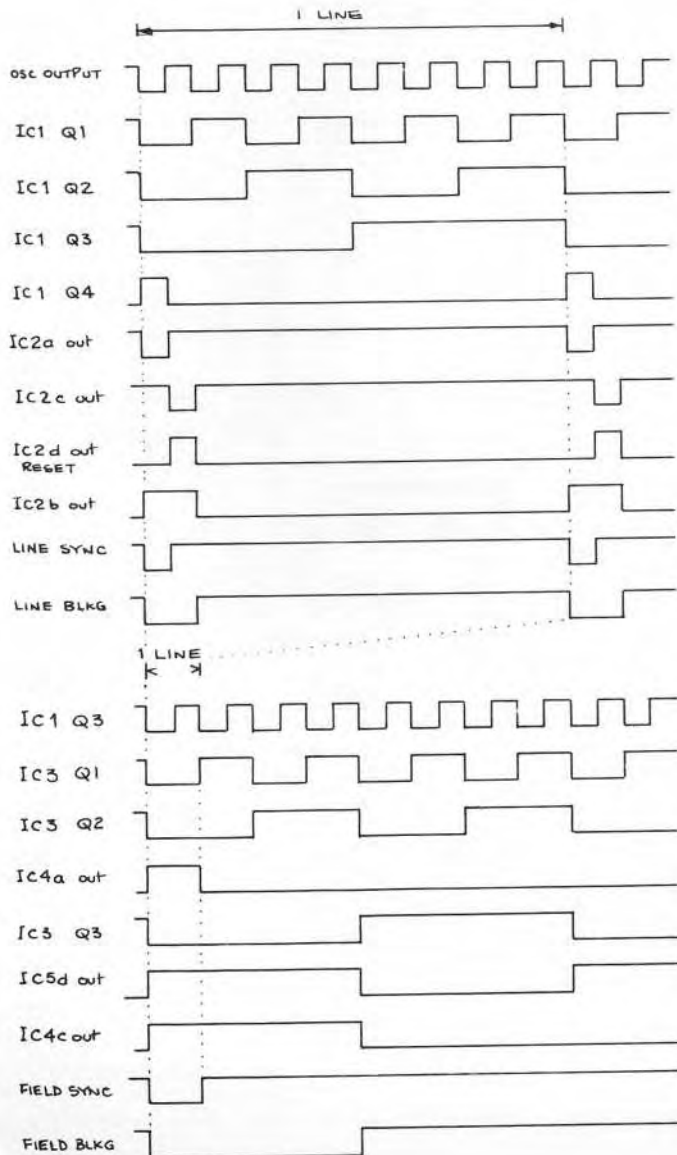 1 LINE
OSC OUTPUT
IC1 Q1
IC1 Q2
IC1 Q3
IC1 Q4
IC2a out
IC2c out
IC2d out
RESET
IC2b out
LINE SYNC
LINE BLKG
1 LINE
IC1 Q3
IC3 Q1
IC3 Q2
IC4a out
IC3 Q3
IC5d out
IC4c out
FIELD SYNC
FIELD BLKG